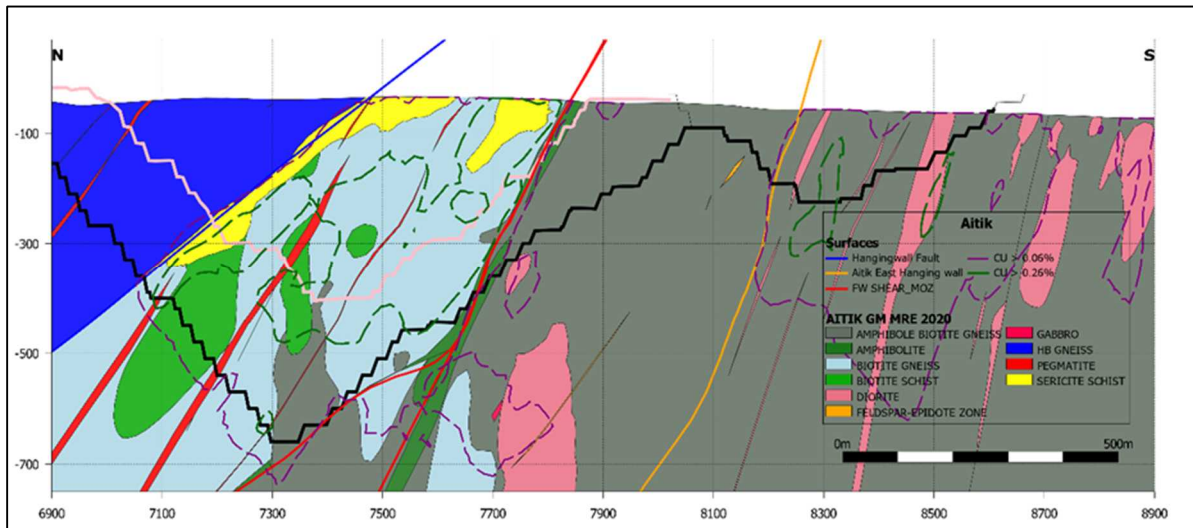 N
S
-100
-300
-500
-700
Aitik
Surfaces
Hangingwall Fault
CU > 0.06%
Aitik East Hanging wall
CU > 0.26%
FW SHEAR_MOZ
AITIK GM MRE 2020
AMPHIBOLE BIOTITE GNEISS
GABBRO
AMPHIBOLITE
HB GNEISS
BIOTITE GNEISS
PEGMATITE
BIOTITE SCHIST
SERICITE SCHIST
DIORITE
FELDSPAR-EPIDOTE ZONE
0m 500m
6900 7100 7300 7500 7700 7900 8100 8300 8500 8700 8900